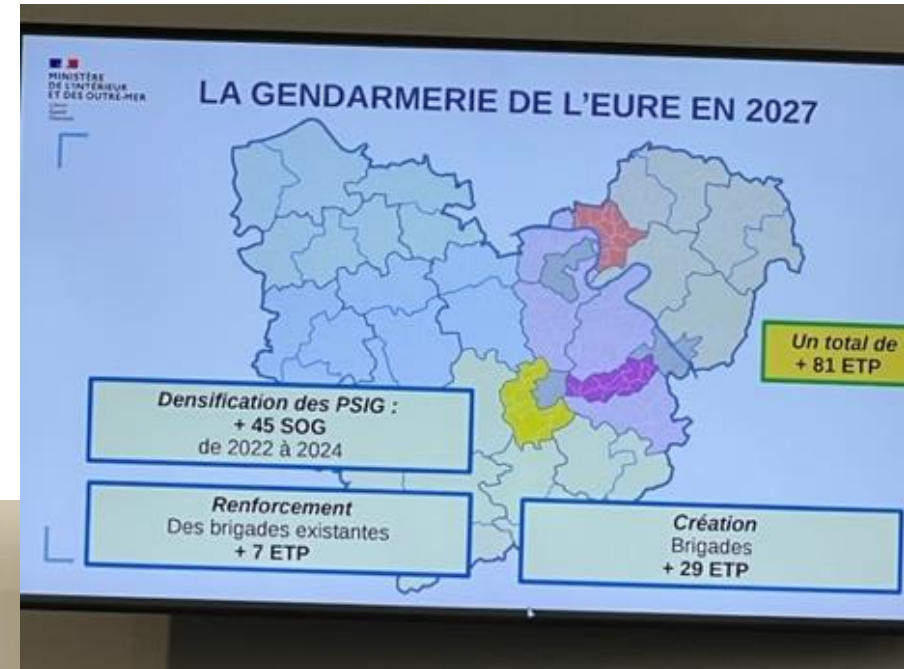 MINISTÈRE
DE L'INTÉRIEUR
ET DES OUTRE-MER
LA GENDARMERIE DE L'EURE EN 2027
Un total de
+ 81 ETP
Densification des PSIG :
+ 45 SOG
de 2022 à 2024
Renforcement
Des brigades existantes
+ 7 ETP
Création
Brigades
+ 29 ETP